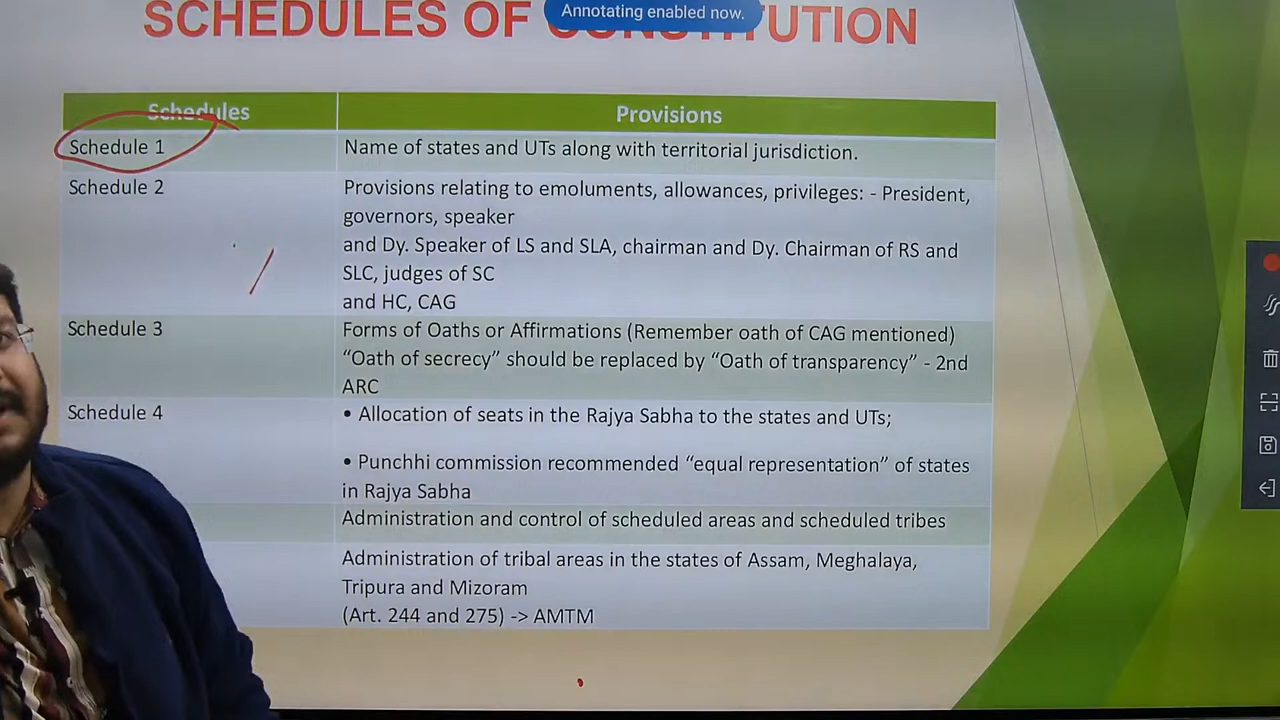 SCHEDULES OF CONSTITUTION
Annotating enabled now.
Schedules
Provisions
Schedule 1
Name of states and UTs along with territorial jurisdiction.
Schedule 2
Provisions relating to emoluments, allowances, privileges: - President,
governors, speaker
and Dy. Speaker of LS and SLA, chairman and Dy. Chairman of RS and
SLC, judges of SC
and HC, CAG
Schedule 3
Forms of Oaths or Affirmations (Remember oath of CAG mentioned)
“Oath of secrecy” should be replaced by “Oath of transparency” - 2nd
ARC
Schedule 4
• Allocation of seats in the Rajya Sabha to the states and UTs;
• Punchhi commission recommended “equal representation” of states
in Rajya Sabha
Administration and control of scheduled areas and scheduled tribes
Administration of tribal areas in the states of Assam, Meghalaya,
Tripura and Mizoram
(Art. 244 and 275) -> AMTM